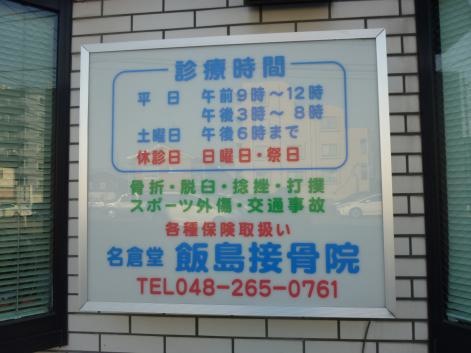 診療時間
平日 午前9時～12時
午後3時～8時
土曜日 午後6時まで
休診日 日曜日・祭日
骨折・脱臼・捻挫・打撲
スポーツ外傷・交通事故
各種保険取扱い
名倉堂 飯島接骨院
TEL048-265-0761